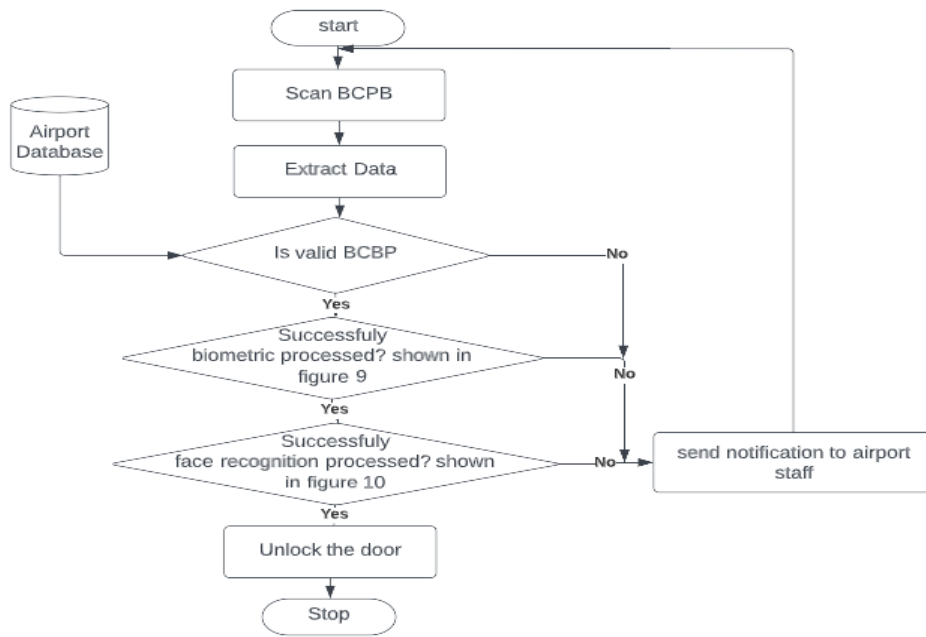 start
Scan BCPB
Airport
Database
Extract Data
Is valid BCBP
No
Yes
Successfuly
biometric processed? shown in
figure 9
No
Yes
Successfuly
face recognition processed? shown
in figure 10
No
send notification to airport
staff
Yes
Unlock the door
Stop